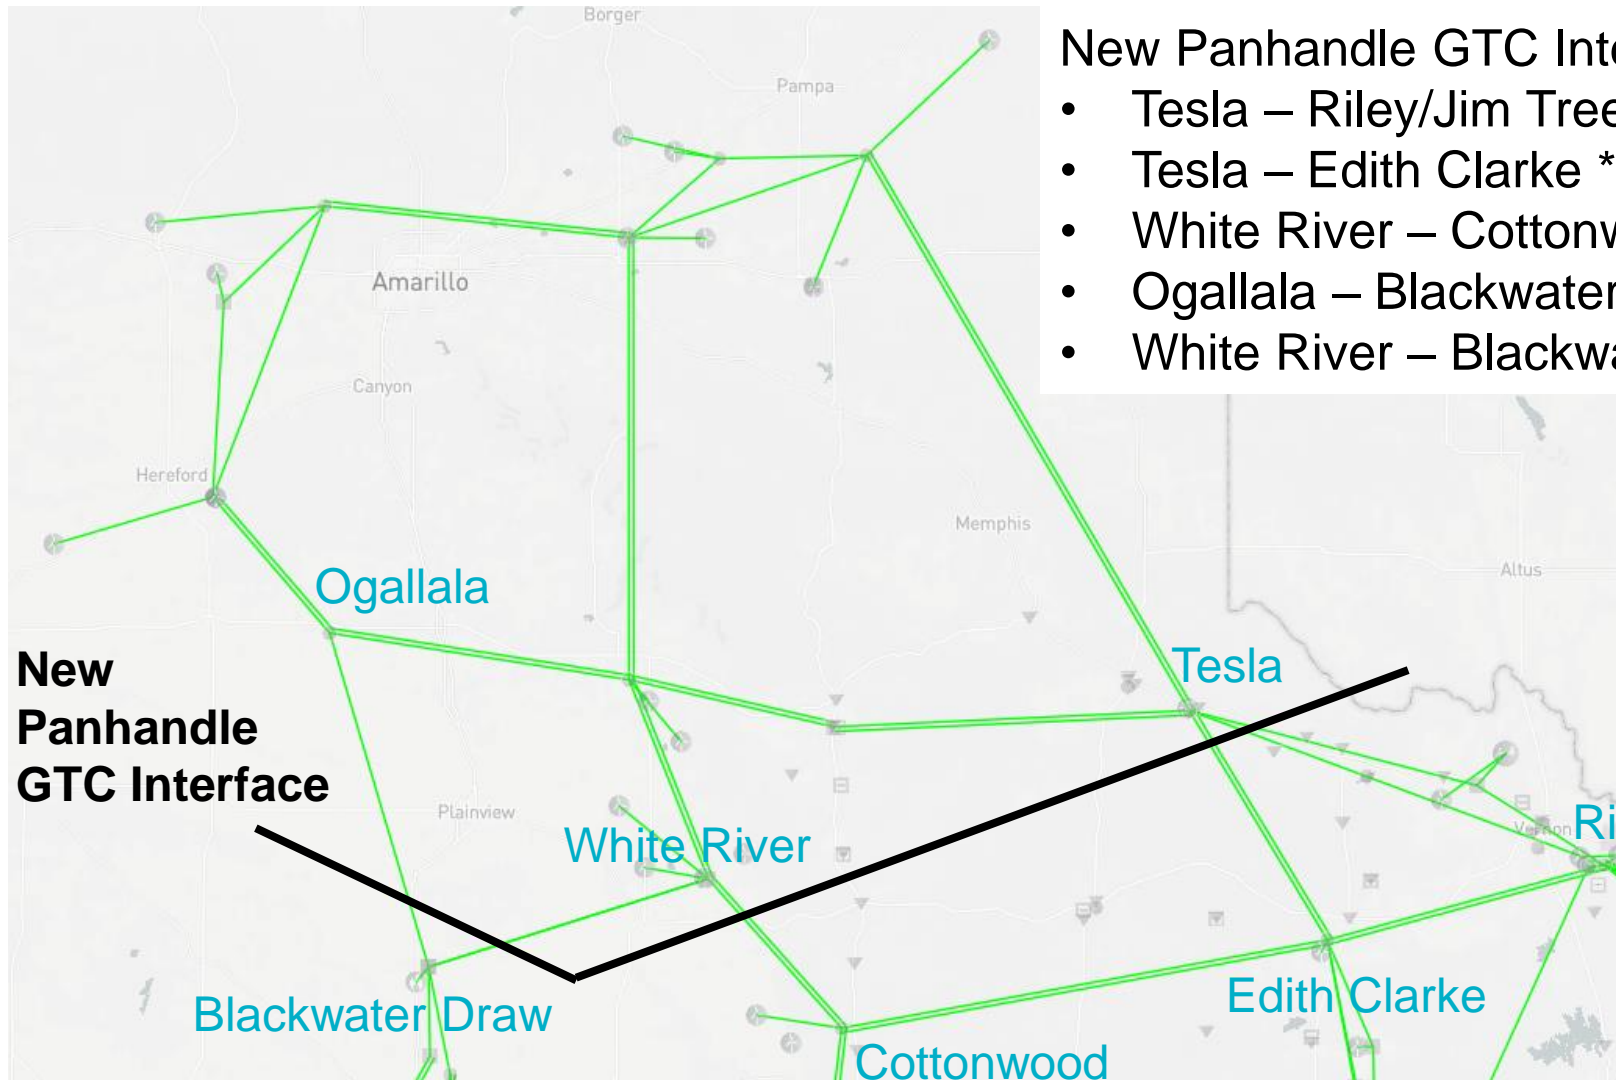 Borger
Pampa
New Panhandle GTC Inte
• Tesla – Riley/Jim Tree
• Tesla – Edith Clarke *
• White River – Cottonw
• Ogallala – Blackwater
• White River – Blackwa
Amarillo
Canyon
Hereford
Memphis
Altus
Ogallala
New
Panhandle
GTC Interface
Tesla
Plainview
White River
Vernon
Ri
Blackwater Draw
Edith Clarke
Cottonwood